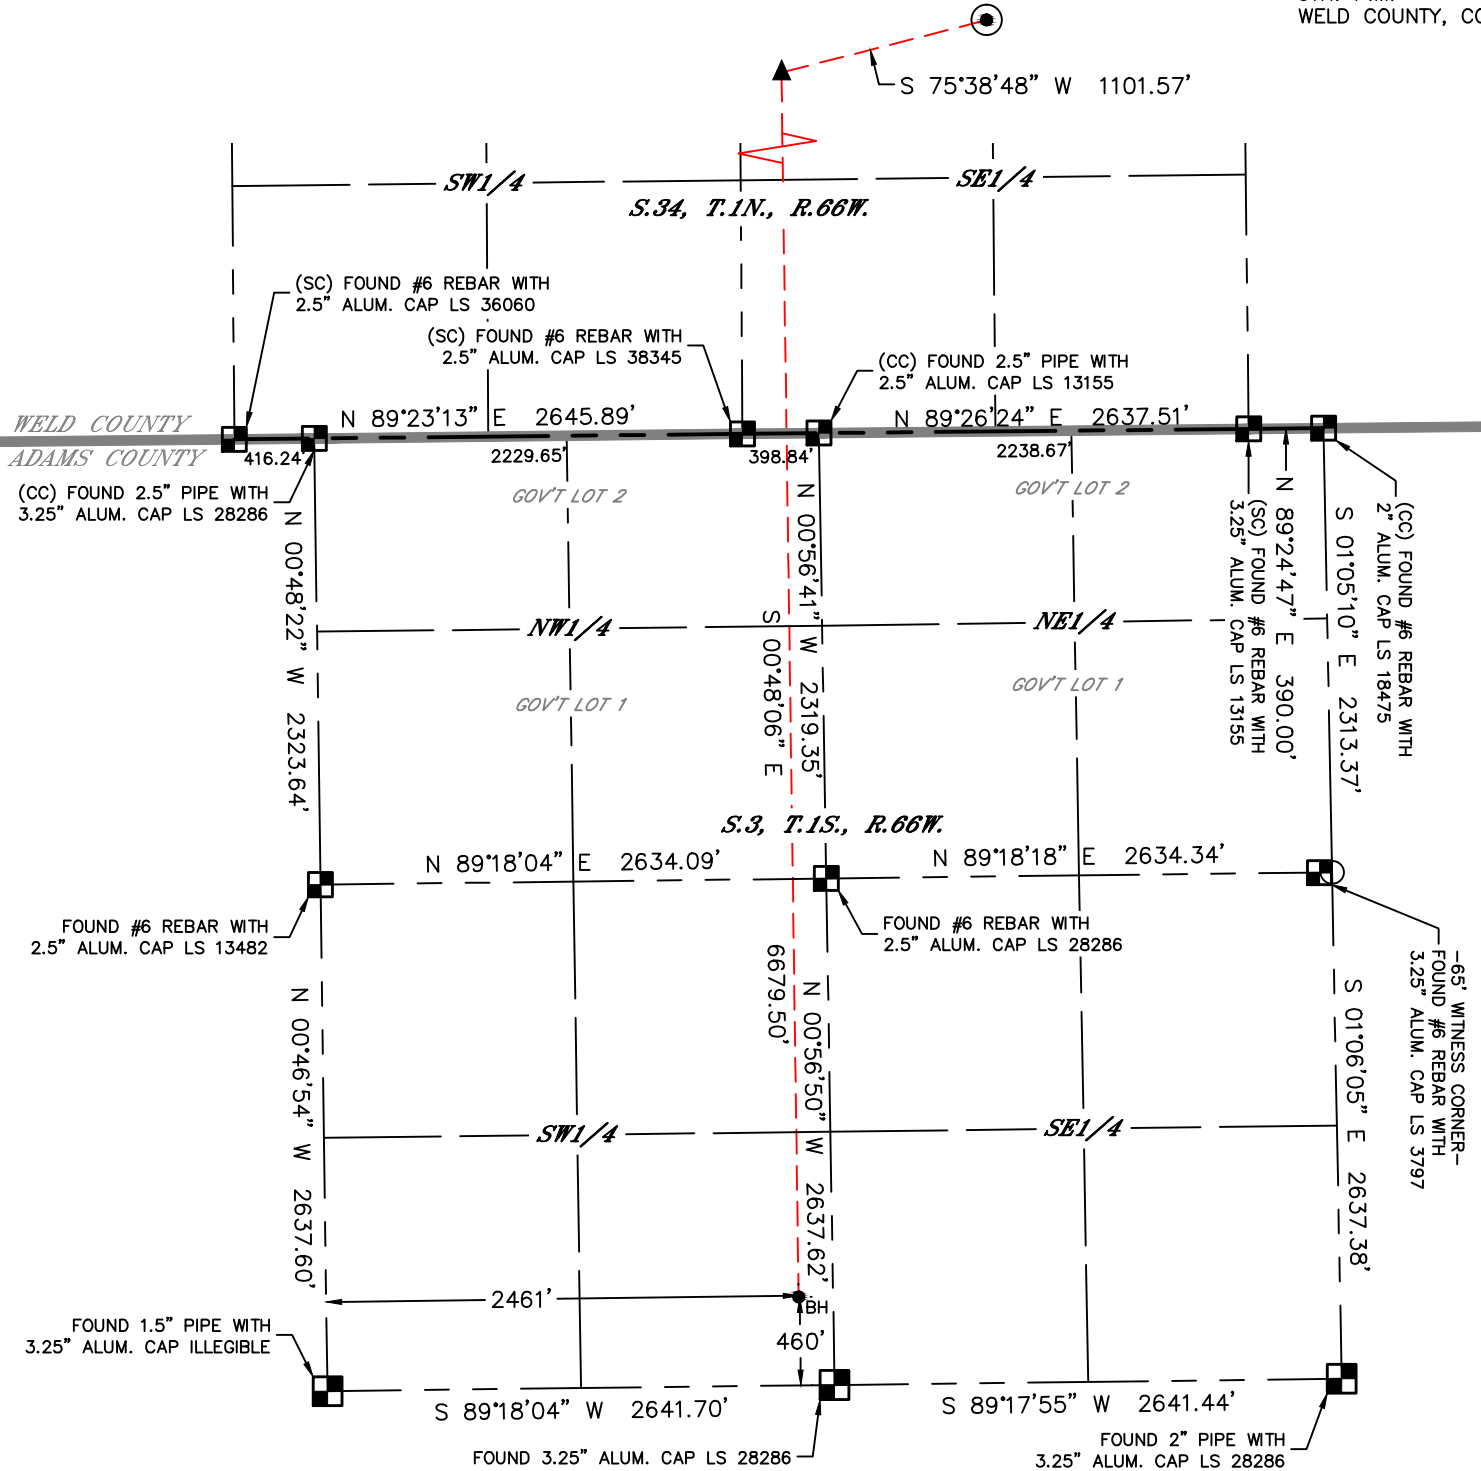 WELD COUNTY, CO
S 75°38'48" W 1101.57'
SW1/4
SE1/4
S.34, T.1N., R.66W.
(SC) FOUND #6 REBAR WITH
2.5" ALUM. CAP LS 36060
(SC) FOUND #6 REBAR WITH
2.5" ALUM. CAP LS 38345
(CC) FOUND 2.5" PIPE WITH
2.5" ALUM. CAP LS 13155
WELD COUNTY
N 89°23'13" E 2645.89'
N 89°26'24" E 2637.51'
ADAMS COUNTY
416.24'
2229.65'
398.84'
2238.67'
(CC) FOUND 2.5" PIPE WITH
3.25" ALUM. CAP LS 28286
GOV'T LOT 2
GOV'T LOT 2
N 00°48'22" W 2323.64'
N 00°56'41" W 2319.35'
S 00°48'06" E
6679.50'
(SC) FOUND #6 REBAR WITH
3.25" ALUM. CAP LS 13155
N 89°24'47" E 390.00'
S 01°05'10" E 2313.37'
(CC) FOUND #6 REBAR WITH
2" ALUM. CAP LS 18475
NW1/4
NE1/4
GOV'T LOT 1
GOV'T LOT 1
S.3, T.1S., R.66W.
N 89°18'04" E 2634.09'
N 89°18'18" E 2634.34'
FOUND #6 REBAR WITH
2.5" ALUM. CAP LS 13482
FOUND #6 REBAR WITH
2.5" ALUM. CAP LS 28286
-65' WITNESS CORNER-
FOUND #6 REBAR WITH
3.25" ALUM. CAP LS 3797
N 00°46'54" W 2637.60'
N 00°56'50" W 2637.62'
S 01°06'05" E 2637.38'
SW1/4
SE1/4
2461'
BH
460'
FOUND 1.5" PIPE WITH
3.25" ALUM. CAP ILLEGIBLE
S 89°18'04" W 2641.70'
S 89°17'55" W 2641.44'
FOUND 3.25" ALUM. CAP LS 28286
FOUND 2" PIPE WITH
3.25" ALUM. CAP LS 28286